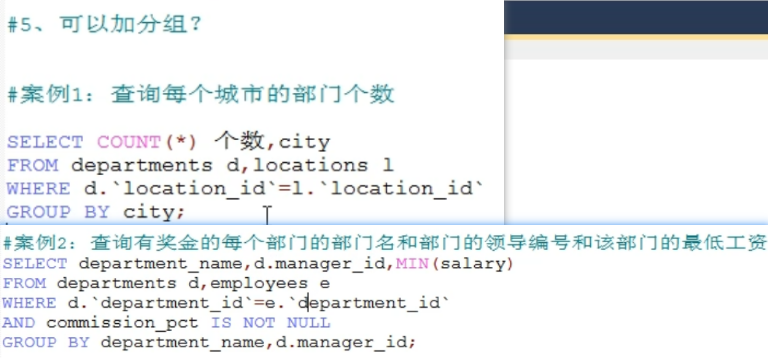 #5、可以加分组？
#案例1：查询每个城市的部门个数
SELECT COUNT(*) 个数,city
FROM departments d,locations l
WHERE d.`location_id`=l.`location_id`
GROUP BY city;
#案例2：查询有奖金的每个部门的部门名和部门的领导编号和该部门的最低工资
SELECT department_name,d.manager_id,MIN(salary)
FROM departments d,employees e
WHERE d.`department_id`=e.`department_id`
AND commission_pct IS NOT NULL
GROUP BY department_name,d.manager_id;